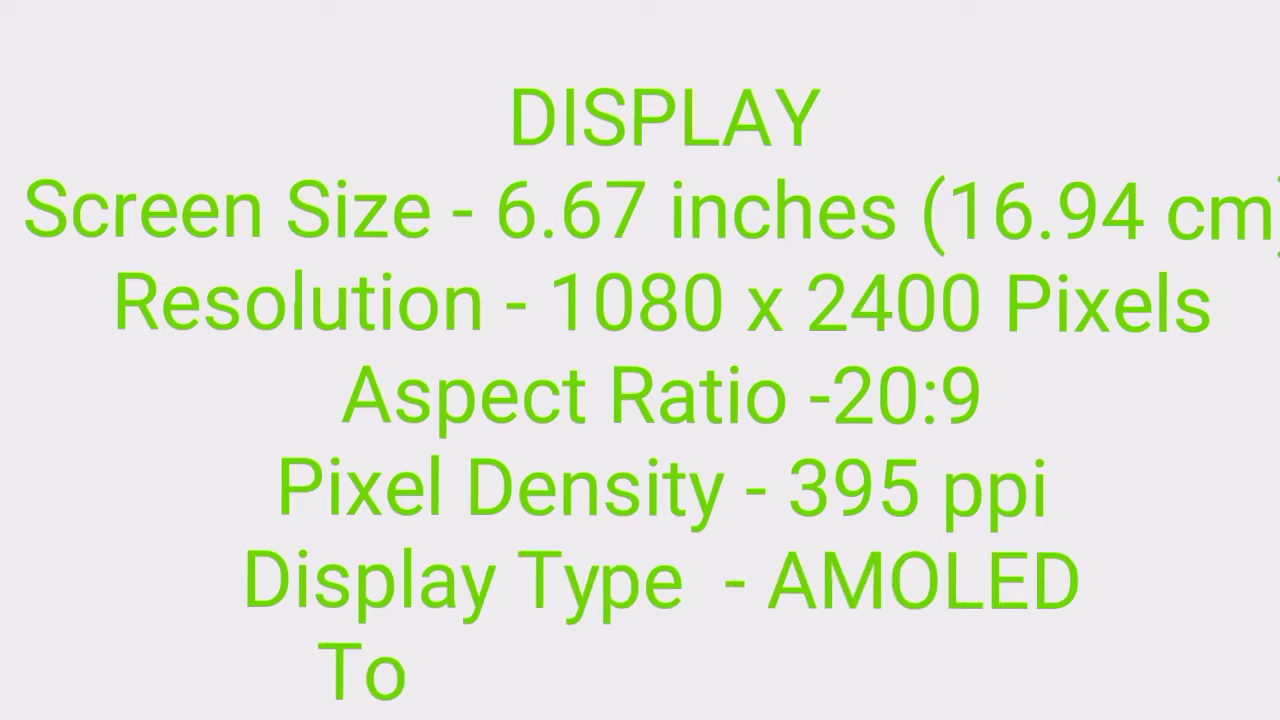 DISPLAY
Screen Size - 6.67 inches (16.94 cm)
Resolution - 1080 x 2400 Pixels
Aspect Ratio -20:9
Pixel Density - 395 ppi
Display Type  - AMOLED
To